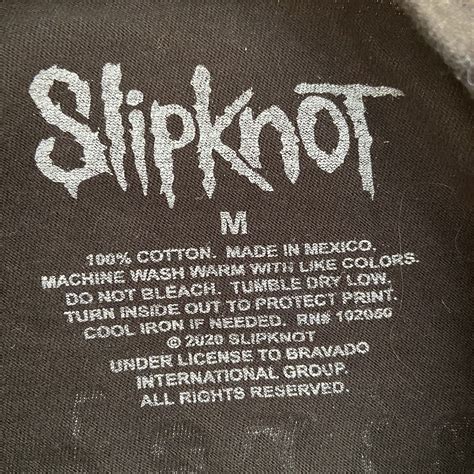 SLIPKNOT
M
100% COTTON. MADE IN MEXICO.
MACHINE WASH WARM WITH LIKE COLORS.
DO NOT BLEACH. TUMBLE DRY LOW.
TURN INSIDE OUT TO PROTECT PRINT.
COOL IRON IF NEEDED. RN# 102050
© 2020 SLIPKNOT
UNDER LICENSE TO BRAVADO
INTERNATIONAL GROUP.
ALL RIGHTS RESERVED.